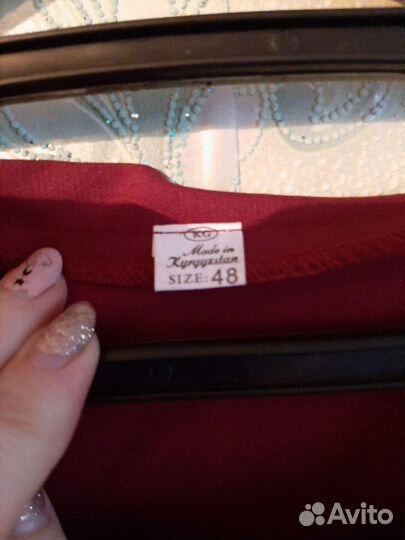 KG
Made in
Kyrgyzstan
SIZE: 48
Avito